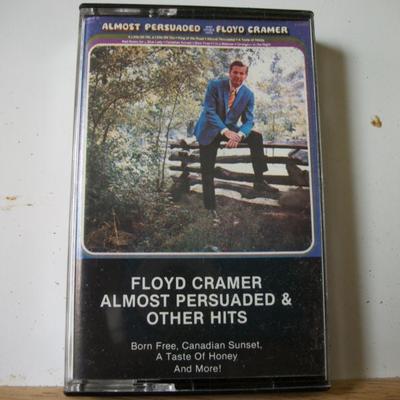 ALMOST PERSUADED
FLOYD CRAMER
FLOYD CRAMER
ALMOST PERSUADED &
OTHER HITS
Born Free, Canadian Sunset,
A Taste Of Honey
And More!